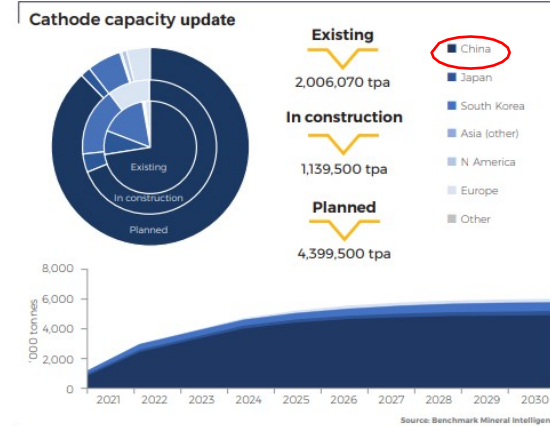 Cathode capacity update
Existing
2,006,070 tpa
In construction
1,139,500 tpa
Planned
4,399,500 tpa
China
Japan
South Korea
Asia (other)
N America
Europe
Other
Existing
In construction
Planned
'000 tonnes
8,000
6,000
4,000
2,000
0
2021 2022 2023 2024 2025 2026 2027 2028 2029 2030
Source: Benchmark Mineral Intelligen